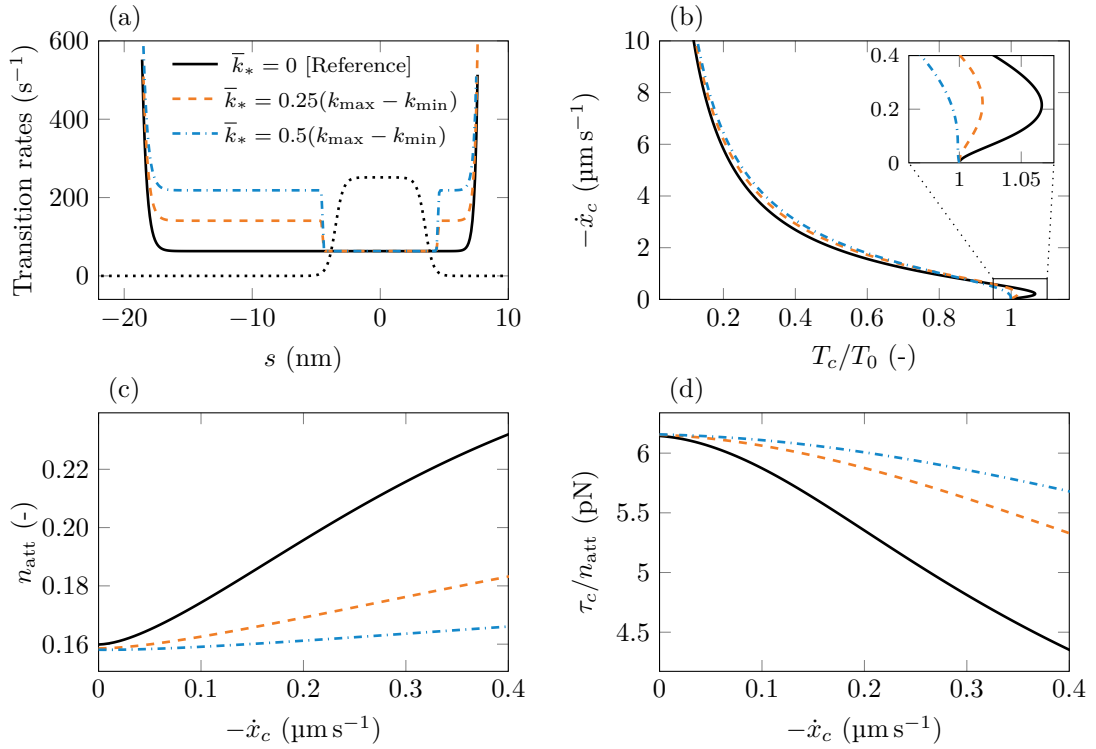 (a)
Transition rates (s⁻¹)
600
400
200
0
−20
−10
0
10
s (nm)
k̅∗ = 0 [Reference]
k̅∗ = 0.25(kmax − kmin)
k̅∗ = 0.5(kmax − kmin)
(b)
−ẋc (µm s⁻¹)
10
8
6
4
2
0
0.2
0.4
0.6
0.8
1
Tc/T0 (-)
0.4
0.2
0
1
1.05
(c)
natt (-)
0.22
0.20
0.18
0.16
0
0.1
0.2
0.3
0.4
−ẋc (µm s⁻¹)
(d)
τc/natt (pN)
6
5.5
5
4.5
0
0.1
0.2
0.3
0.4
−ẋc (µm s⁻¹)